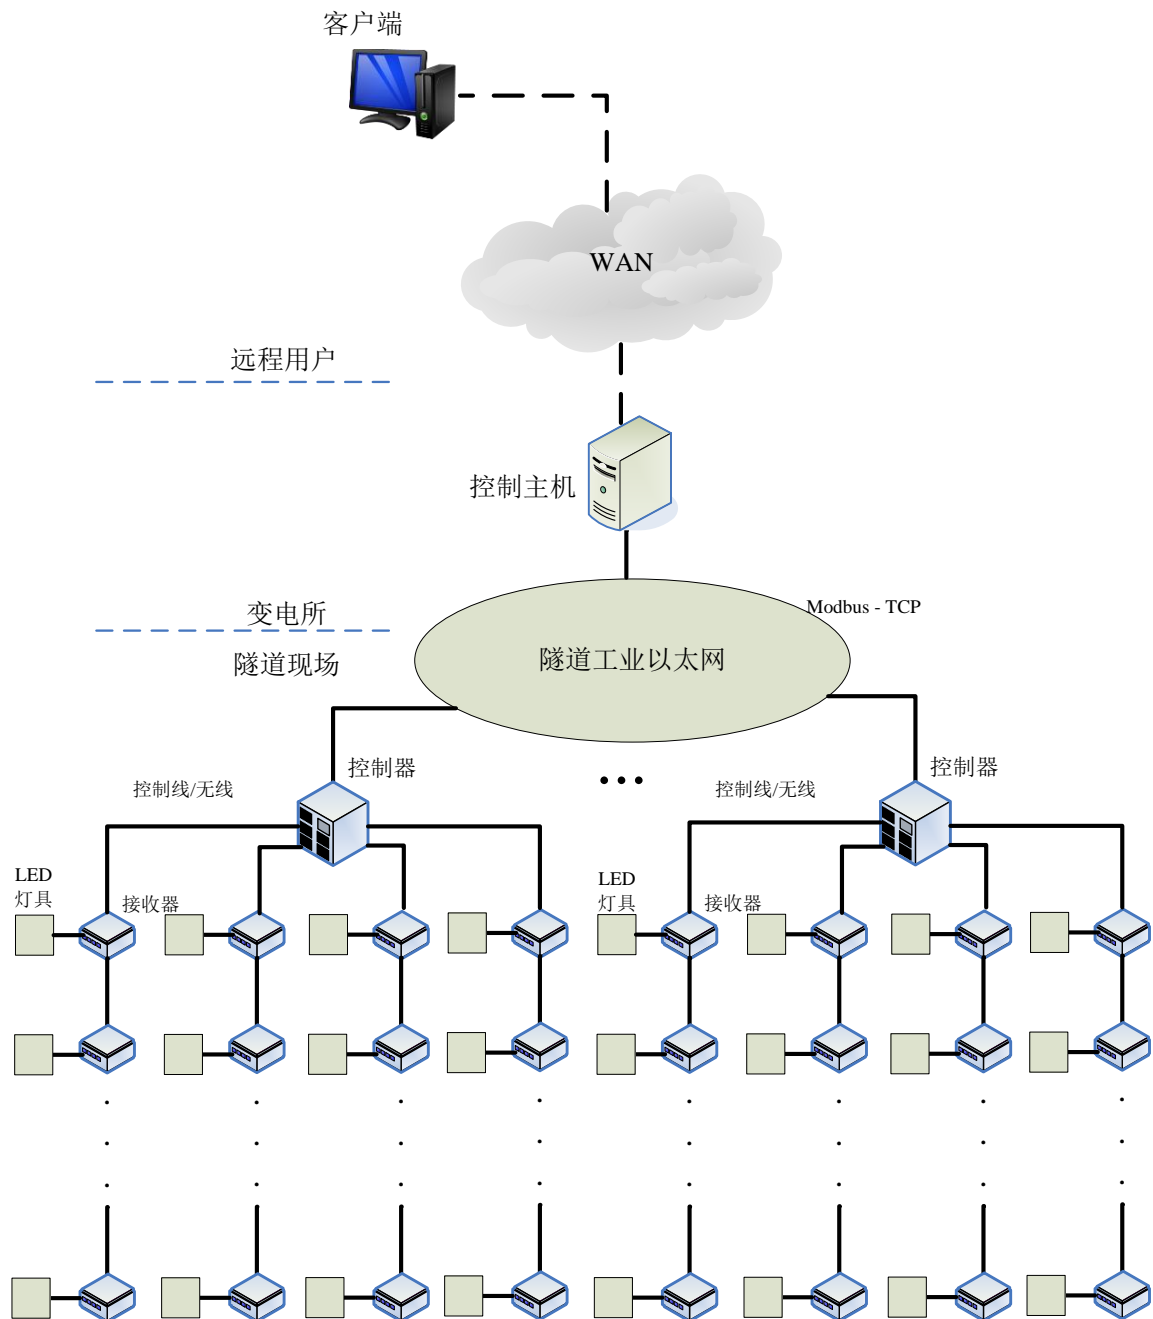 客户端
WAN
远程用户
控制主机
变电所
Modbus - TCP
隧道现场
隧道工业以太网
控制器
控制器
控制线/无线
控制线/无线
LED
灯具
接收器
LED
灯具
接收器